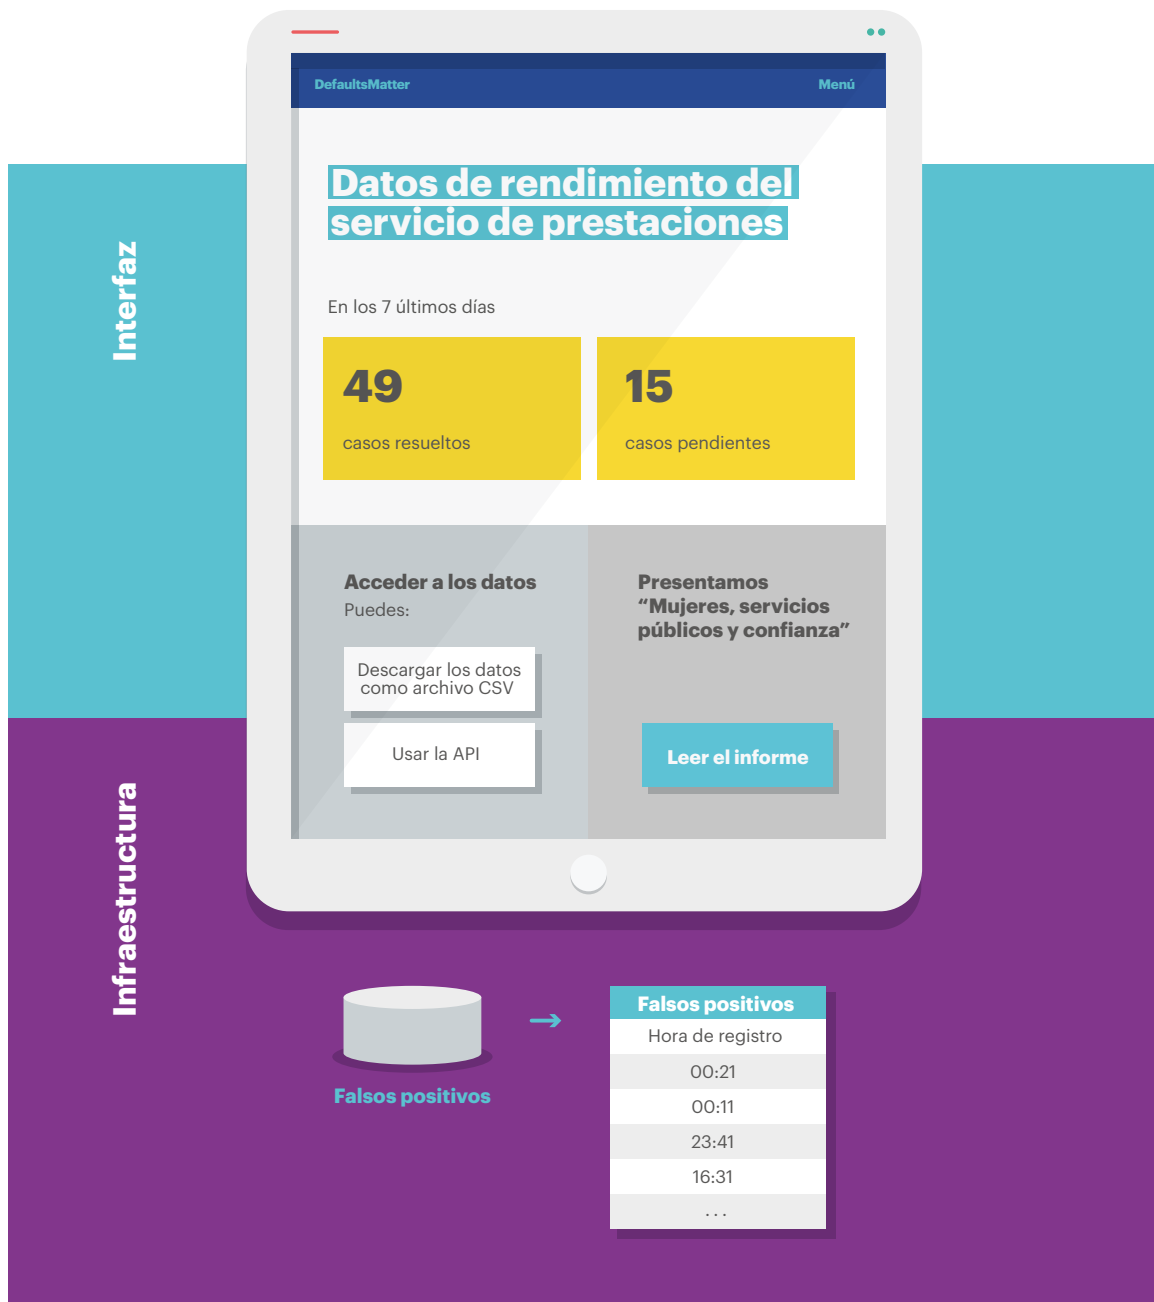 DefaultsMatter
Menú
Datos de rendimiento del
servicio de prestaciones
Interfaz
En los 7 últimos días
49
casos resueltos
15
casos pendientes
Acceder a los datos
Puedes:
Descargar los datos
como archivo CSV
Usar la API
Presentamos
“Mujeres, servicios
públicos y confianza”
Leer el informe
Infraestructura
Falsos positivos
Falsos positivos
Hora de registro
00:21
00:11
23:41
16:31
...